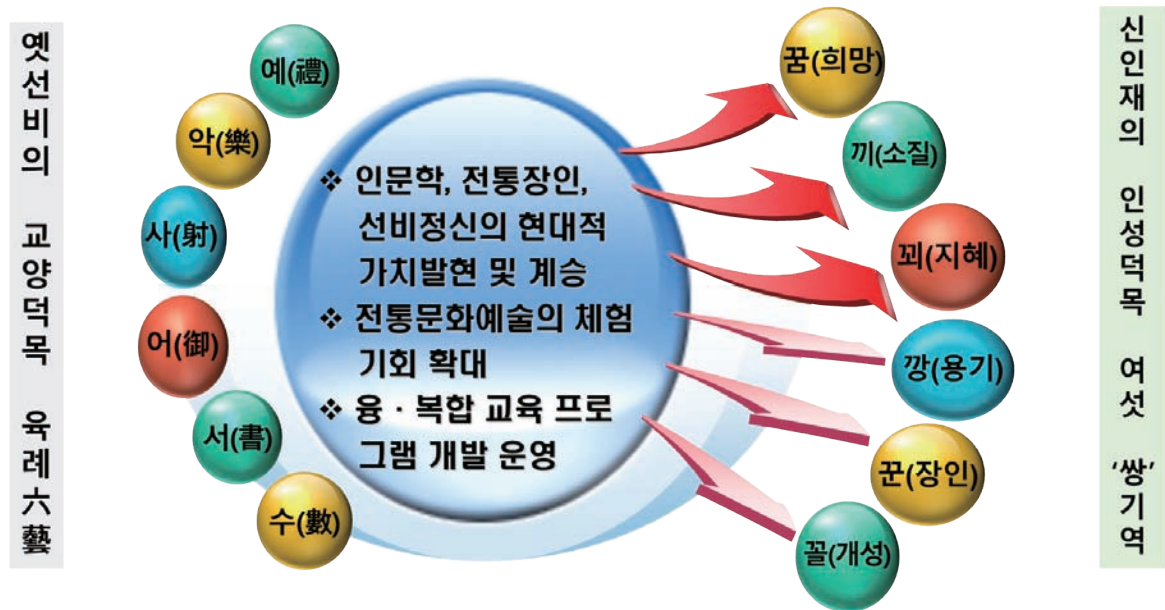 옛선비의 교양덕목 육례六藝
예(禮)
악(樂)
사(射)
어(御)
서(書)
수(數)
❖ 인문학, 전통장인,
선비정신의 현대적
가치발현 및 계승
❖ 전통문화예술의 체험
기회 확대
❖ 융·복합 교육 프로
그램 개발 운영
꿈(희망)
끼(소질)
꾀(지혜)
깡(용기)
꾼(장인)
꼴(개성)
신인재의 인성덕목 여섯 ‘쌍’기역